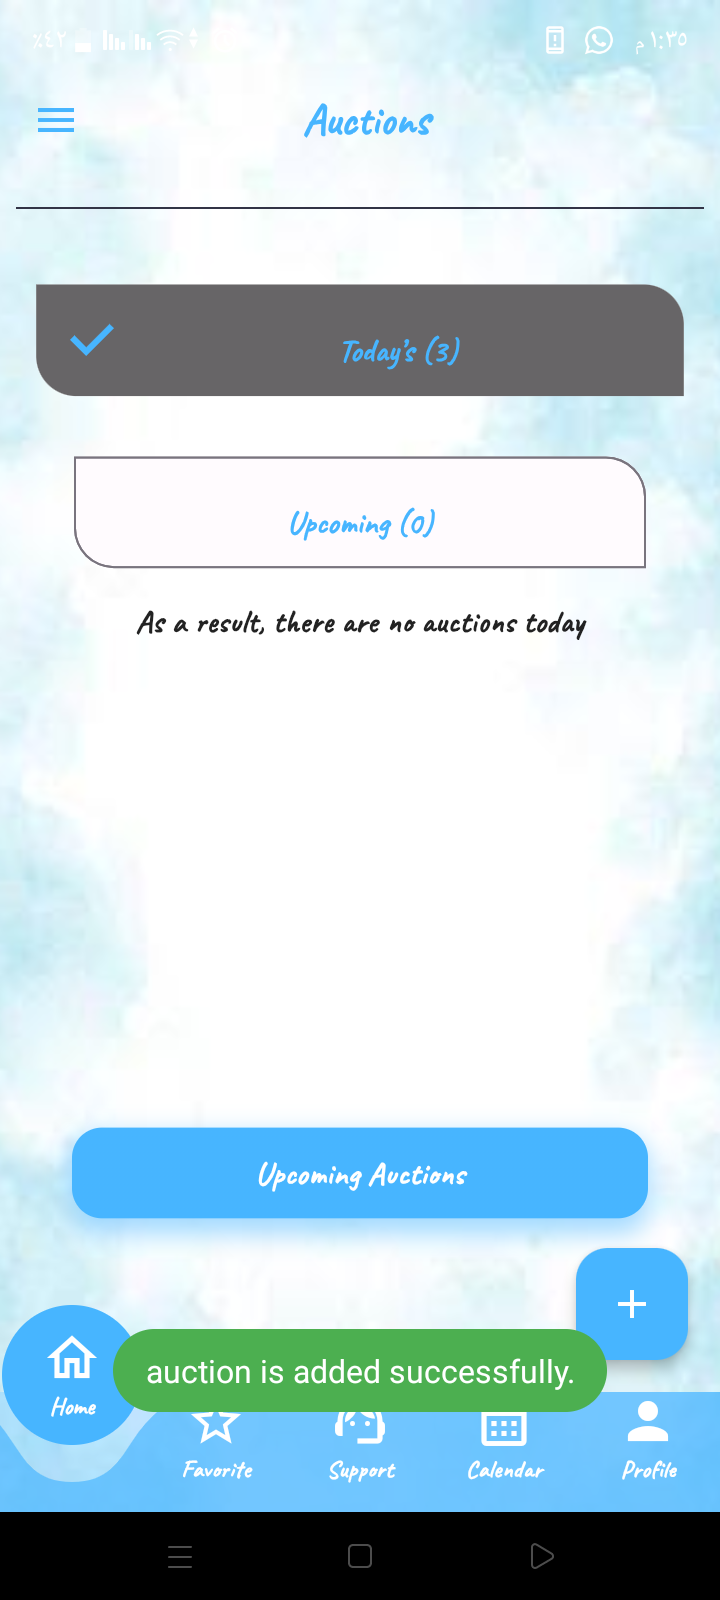 ٪٤٢
١:٣٥ م
Auctions
Today's (3)
Upcoming (0)
As a result, there are no auctions today
Upcoming Auctions
auction is added successfully.
Home
Favorite
Support
Calendar
Profile